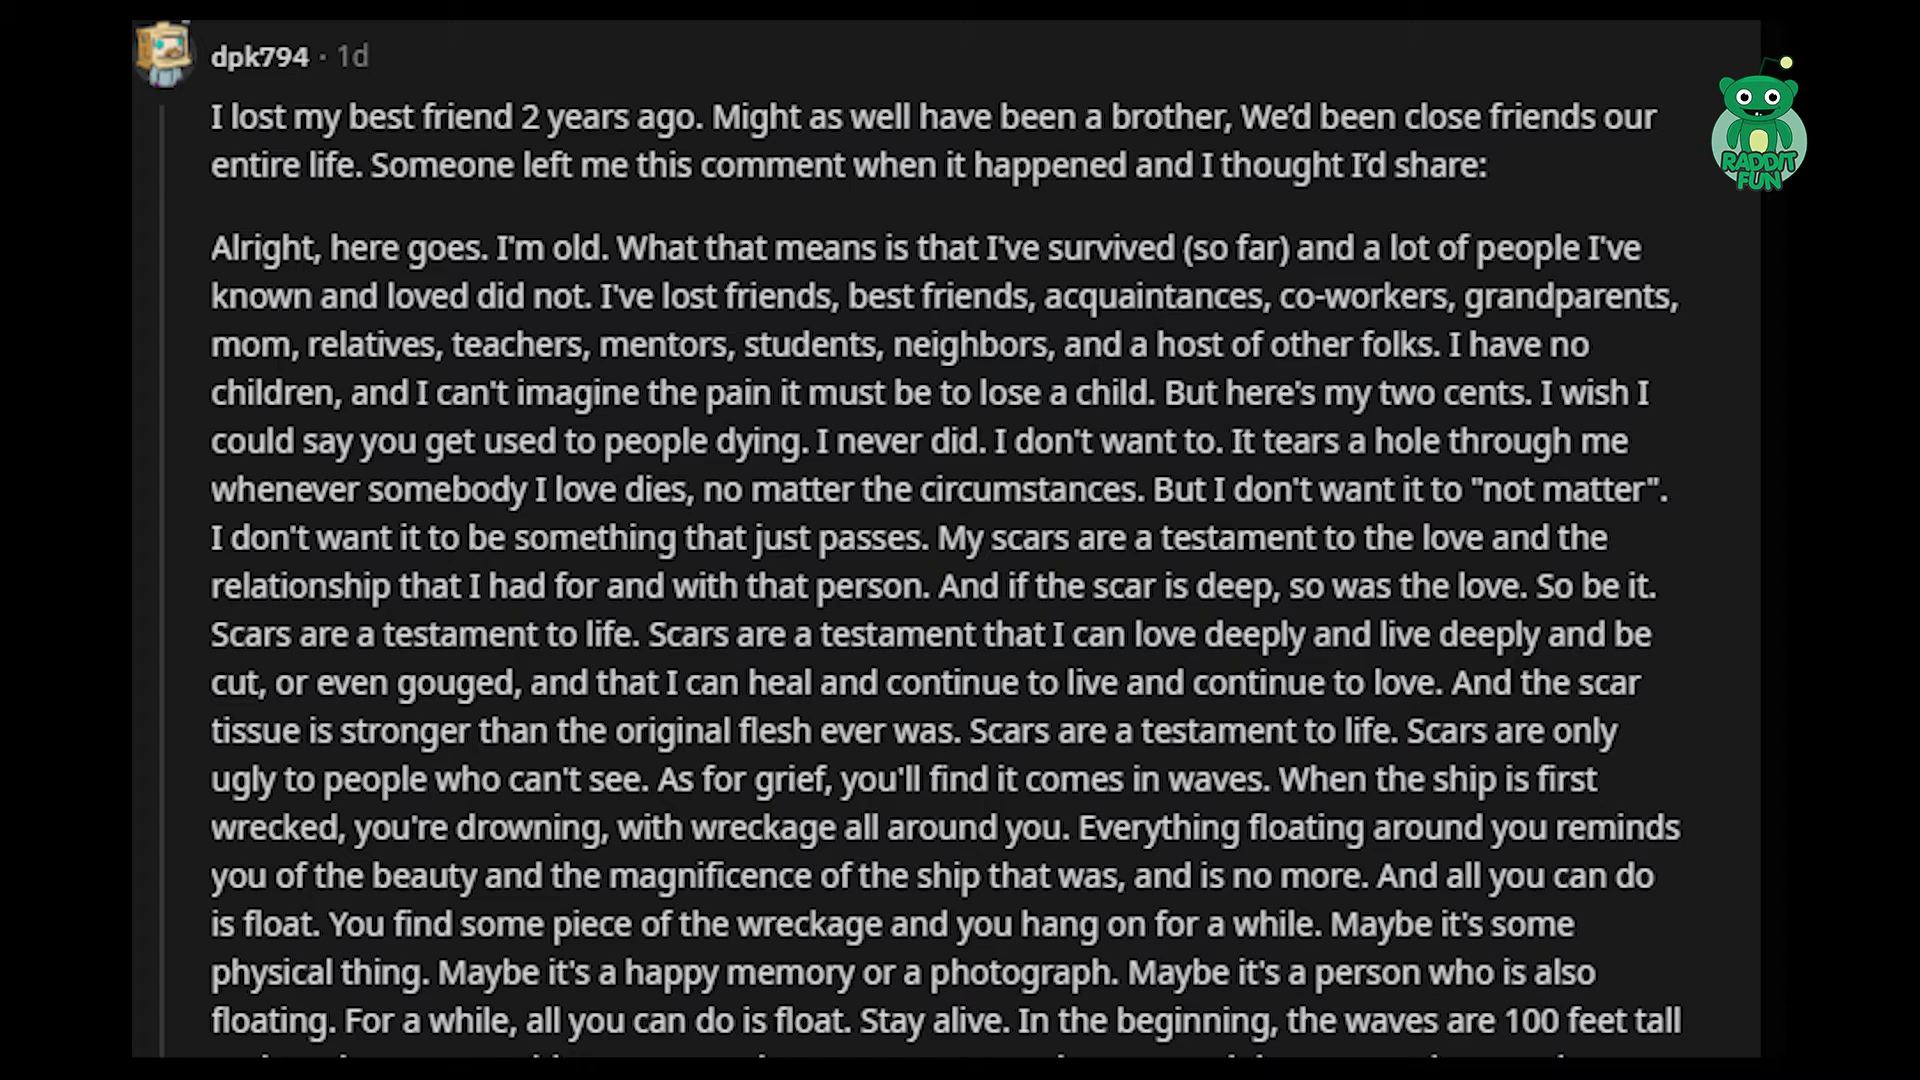 dpk794 · 1d
I lost my best friend 2 years ago. Might as well have been a brother, We’d been close friends our
entire life. Someone left me this comment when it happened and I thought I’d share:
Alright, here goes. I'm old. What that means is that I've survived (so far) and a lot of people I've
known and loved did not. I've lost friends, best friends, acquaintances, co-workers, grandparents,
mom, relatives, teachers, mentors, students, neighbors, and a host of other folks. I have no
children, and I can't imagine the pain it must be to lose a child. But here's my two cents. I wish I
could say you get used to people dying. I never did. I don't want to. It tears a hole through me
whenever somebody I love dies, no matter the circumstances. But I don't want it to "not matter".
I don't want it to be something that just passes. My scars are a testament to the love and the
relationship that I had for and with that person. And if the scar is deep, so was the love. So be it.
Scars are a testament to life. Scars are a testament that I can love deeply and live deeply and be
cut, or even gouged, and that I can heal and continue to live and continue to love. And the scar
tissue is stronger than the original flesh ever was. Scars are a testament to life. Scars are only
ugly to people who can't see. As for grief, you'll find it comes in waves. When the ship is first
wrecked, you're drowning, with wreckage all around you. Everything floating around you reminds
you of the beauty and the magnificence of the ship that was, and is no more. And all you can do
is float. You find some piece of the wreckage and you hang on for a while. Maybe it's some
physical thing. Maybe it's a happy memory or a photograph. Maybe it's a person who is also
floating. For a while, all you can do is float. Stay alive. In the beginning, the waves are 100 feet tall
RADDIT
FUN